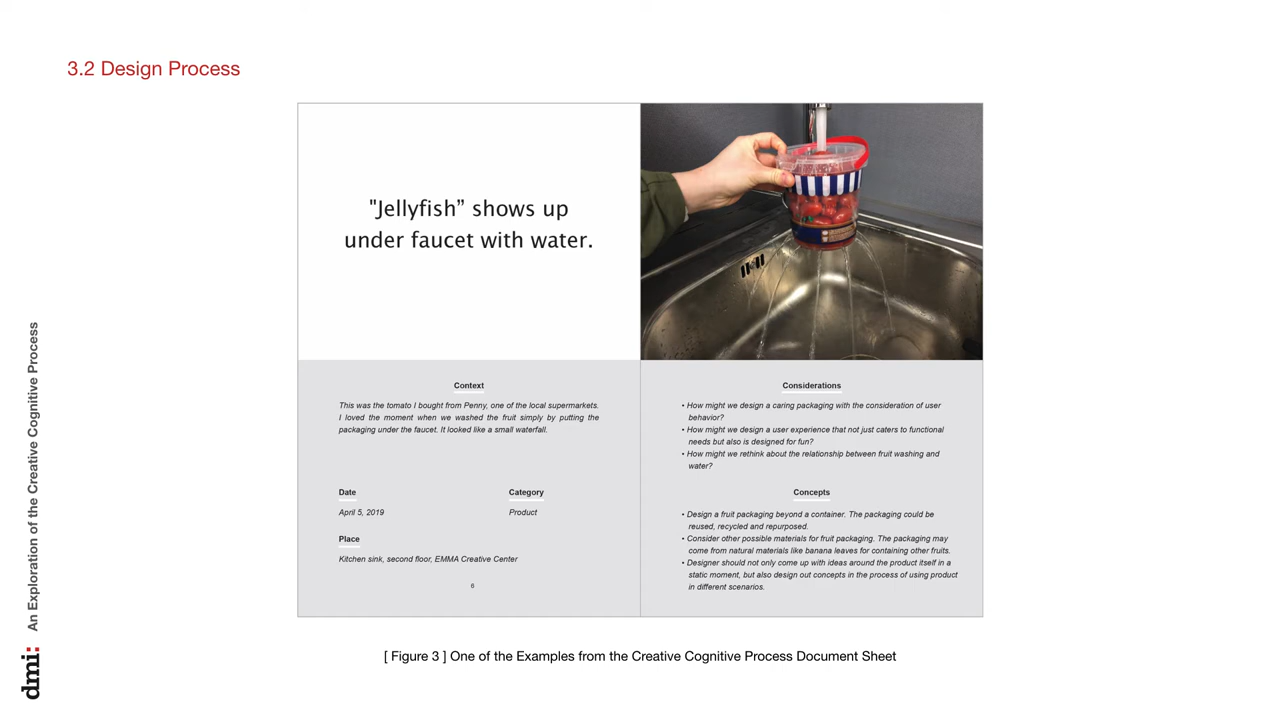 3.2 Design Process
"Jellyfish” shows up
under faucet with water.
Context
This was the tomato I bought from Penny, one of the local supermarkets.
I loved the moment when we washed the fruit simply by putting the
packaging under the faucet. It looked like a small waterfall.
Date
April 5, 2019
Category
Product
Place
Kitchen sink, second floor, EMMA Creative Center
6
Considerations
• How might we design a caring packaging with the consideration of user
behavior?
• How might we design a user experience that not just caters to functional
needs but also is designed for fun?
• How might we rethink about the relationship between fruit washing and
water?
Concepts
• Design a fruit packaging beyond a container. The packaging could be
reused, recycled and repurposed.
• Consider other possible materials for fruit packaging. The packaging may
come from natural materials like banana leaves for containing other fruits.
• Designer should not only come up with ideas around the product itself in a
static moment, but also design out concepts in the process of using product
in different scenarios.
[ Figure 3 ] One of the Examples from the Creative Cognitive Process Document Sheet
An Exploration of the Creative Cognitive Process
dmi: